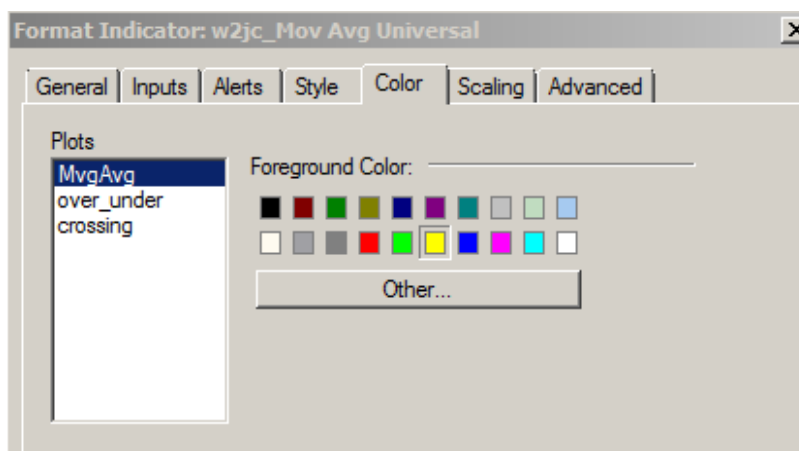 Format Indicator: w2jc_Mov Avg Universal
General Inputs Alerts Style Color Scaling Advanced
Plots
Foreground Color:
MvgAvg
over_under
crossing
Other...